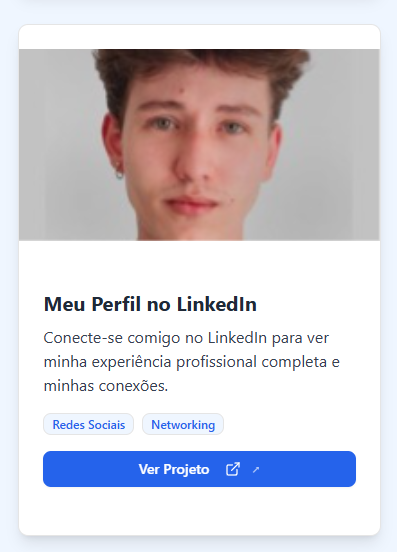 Meu Perfil no LinkedIn
Conecte-se comigo no LinkedIn para ver
minha experiência profissional completa e
minhas conexões.
Redes Sociais Networking
Ver Projeto ↗